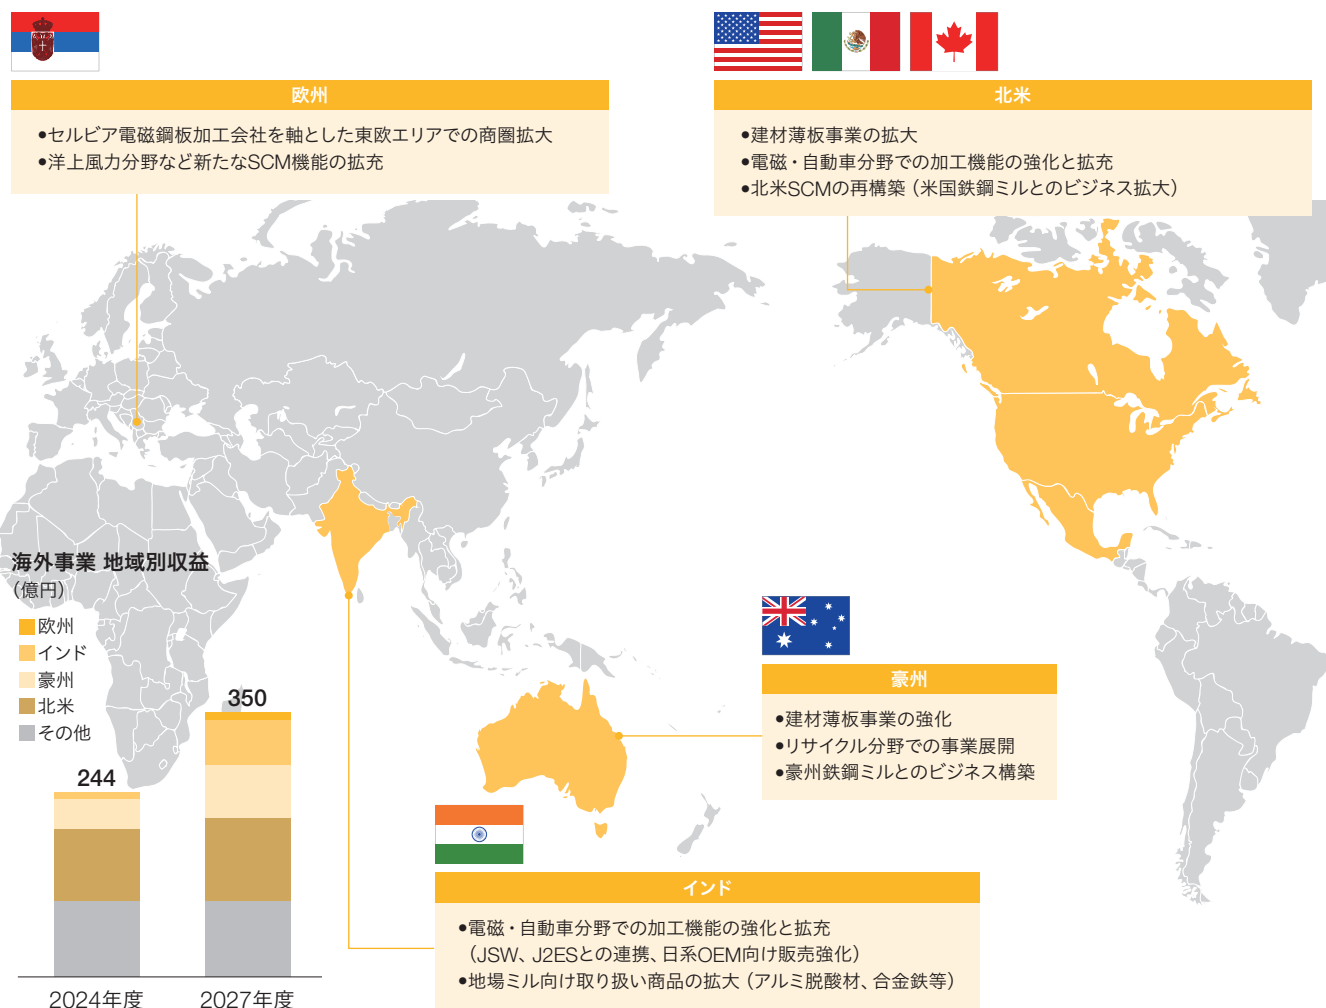 欧州
●セルビア電磁鋼板加工会社を軸とした東欧エリアでの商圏拡大
●洋上風力分野など新たなSCM機能の拡充
北米
●建材薄板事業の拡大
●電磁・自動車分野での加工機能の強化と拡充
●北米SCMの再構築（米国鉄鋼ミルとのビジネス拡大）
海外事業 地域別収益
（億円）
欧州
インド
豪州
北米
その他
244
350
2024年度
2027年度
豪州
●建材薄板事業の強化
●リサイクル分野での事業展開
●豪州鉄鋼ミルとのビジネス構築
インド
●電磁・自動車分野での加工機能の強化と拡充
（JSW、J2ESとの連携、日系OEM向け販売強化）
●地場ミル向け取り扱い商品の拡大（アルミ脱酸材、合金鉄等）